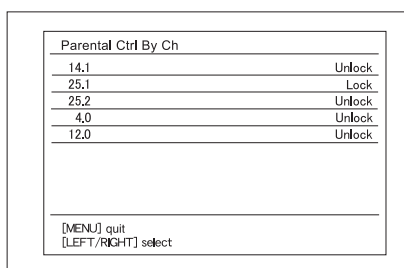 Parental Ctrl By Ch
14.1 Unlock
25.1 Lock
25.2 Unlock
4.0 Unlock
12.0 Unlock
[MENU] quit
[LEFT/RIGHT] select